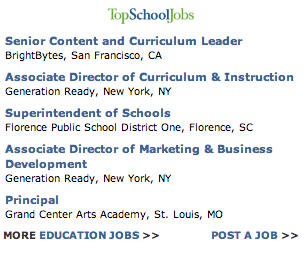 TopSchoolJobs
Senior Content and Curriculum Leader
BrightBytes, San Francisco, CA
Associate Director of Curriculum & Instruction
Generation Ready, New York, NY
Superintendent of Schools
Florence Public School District One, Florence, SC
Associate Director of Marketing & Business
Development
Generation Ready, New York, NY
Principal
Grand Center Arts Academy, St. Louis, MO
MORE EDUCATION JOBS >> POST A JOB >>